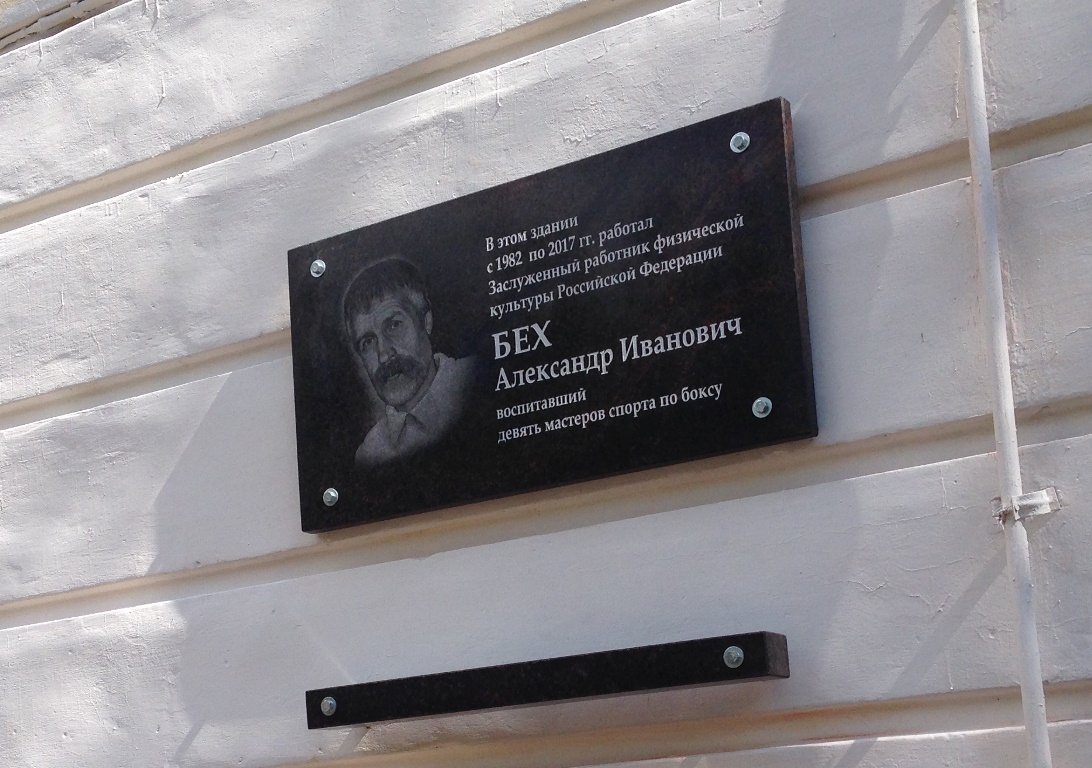 В этом здании
с 1982 по 2017 гг. работал
Заслуженный работник физической
культуры Российской Федерации
БЕХ
Александр Иванович
воспитавший
девять мастеров спорта по боксу